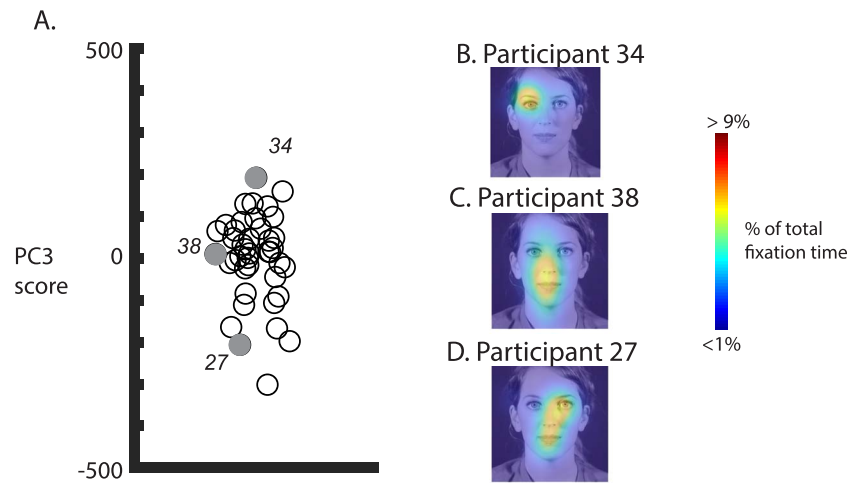 A.
500
34
38
0
PC3
score
27
-500
B. Participant 34
C. Participant 38
D. Participant 27
> 9%
% of total
fixation time
<1%